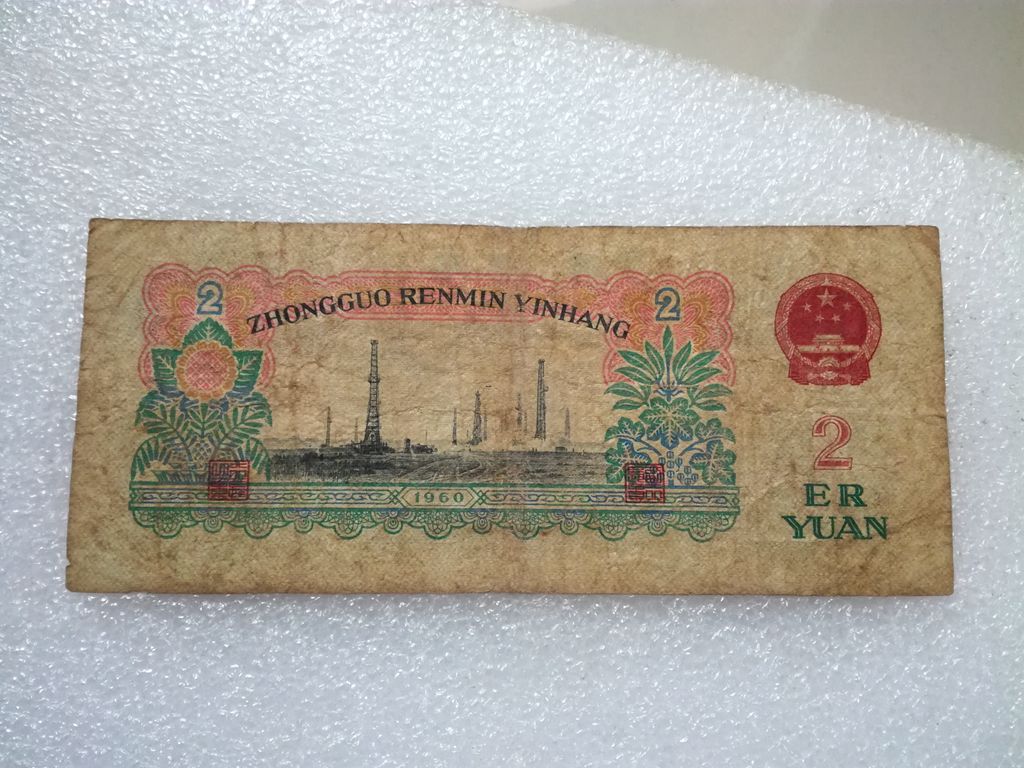 2
ZHONGGUO RENMIN YINHANG
2
1960
2
ER
YUAN